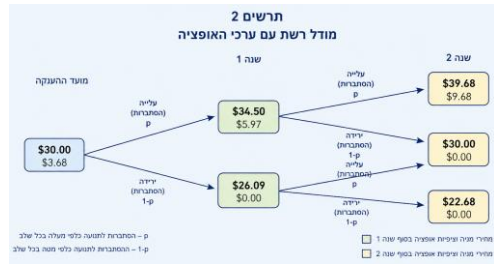 תרשים 2
מודל רשת עם ערכי האופציה
מועד ההענקה
שנה 1
שנה 2
$30.00
$3.68
עלייה
(הסתברות)
p
ירידה
(הסתברות)
1-p
$34.50
$5.97
$26.09
$0.00
עלייה
(הסתברות)
p
ירידה
(הסתברות)
1-p
עלייה
(הסתברות)
p
ירידה
(הסתברות)
1-p
$39.68
$9.68
$30.00
$0.00
$22.68
$0.00
p – הסתברות לתנועה כלפי מעלה בכל שלב
1-p – ההסתברות לתנועה כלפי מטה בכל שלב
מחירי מניה וציפיות אופציה בסוף שנה 1
מחירי מניה וציפיות אופציה בסוף שנה 2